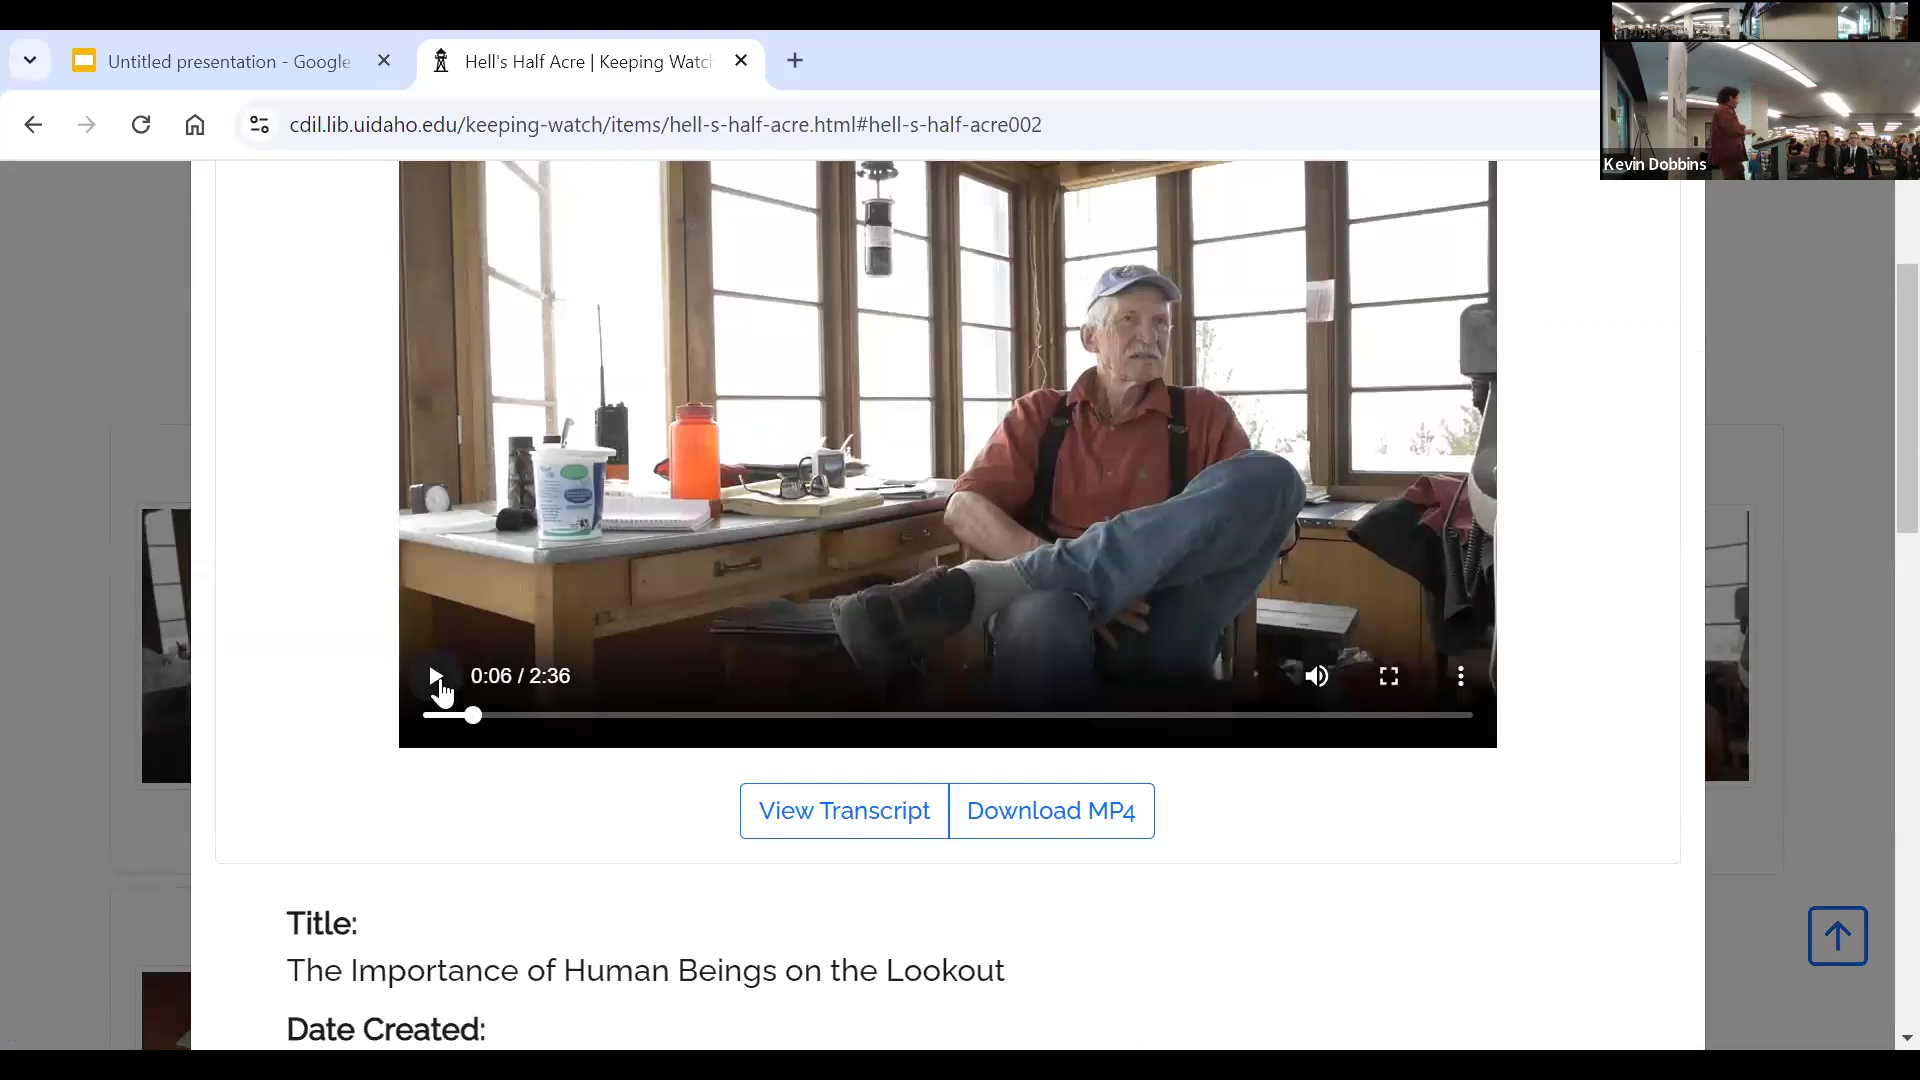 Untitled presentation - Google
Hell's Half Acre | Keeping Watc
cdil.lib.uidaho.edu/keeping-watch/items/hell-s-half-acre.html#hell-s-half-acre002
Kevin Dobbins
0:06 / 2:36
View Transcript
Download MP4
Title:
The Importance of Human Beings on the Lookout
Date Created: